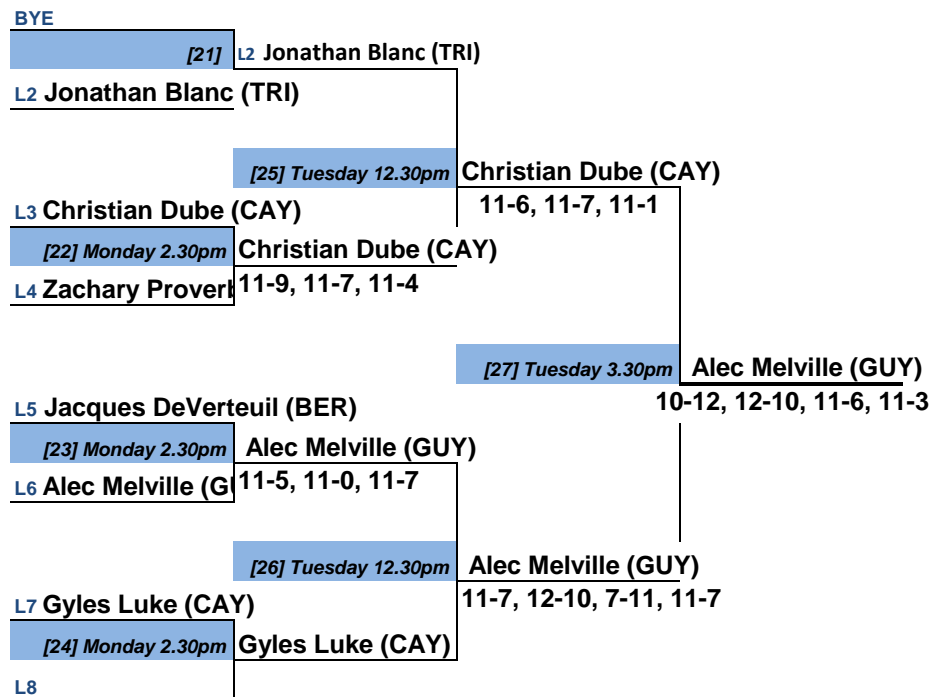 BYE
[21] L2 Jonathan Blanc (TRI)
L2 Jonathan Blanc (TRI)
[25] Tuesday 12.30pm Christian Dube (CAY)
11-6, 11-7, 11-1
L3 Christian Dube (CAY)
[22] Monday 2.30pm Christian Dube (CAY)
L4 Zachary 11-9, 11-7, 11-4
[27] Tuesday 3.30pm Alec Melville (GUY)
10-12, 12-10, 11-6, 11-3
L5 Jacques DeVerteuil (BER)
[23] Monday 2.30pm Alec Melville (GUY)
L6 Alec Melville 11-5, 11-0, 11-7
[26] Tuesday 12.30pm Alec Melville (GUY)
11-7, 12-10, 7-11, 11-7
L7 Gyles Luke (CAY)
[24] Monday 2.30pm Gyles Luke (CAY)
L8